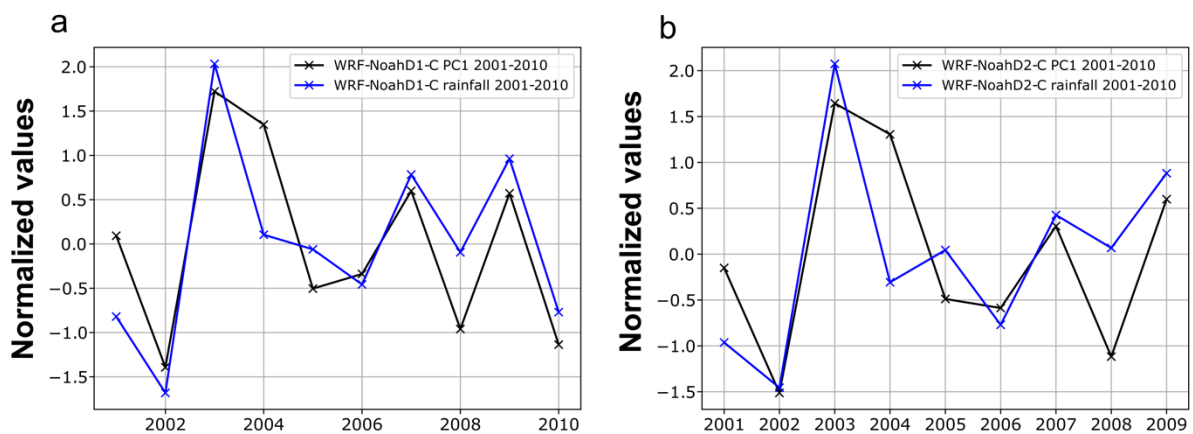 a
WRF-NoahD1-C PC1 2001-2010
WRF-NoahD1-C rainfall 2001-2010
Normalized values
2.0
1.5
1.0
0.5
0.0
−0.5
−1.0
−1.5
2002 2004 2006 2008 2010
b
WRF-NoahD2-C PC1 2001-2010
WRF-NoahD2-C rainfall 2001-2010
Normalized values
2.0
1.5
1.0
0.5
0.0
−0.5
−1.0
−1.5
2001 2002 2003 2004 2005 2006 2007 2008 2009